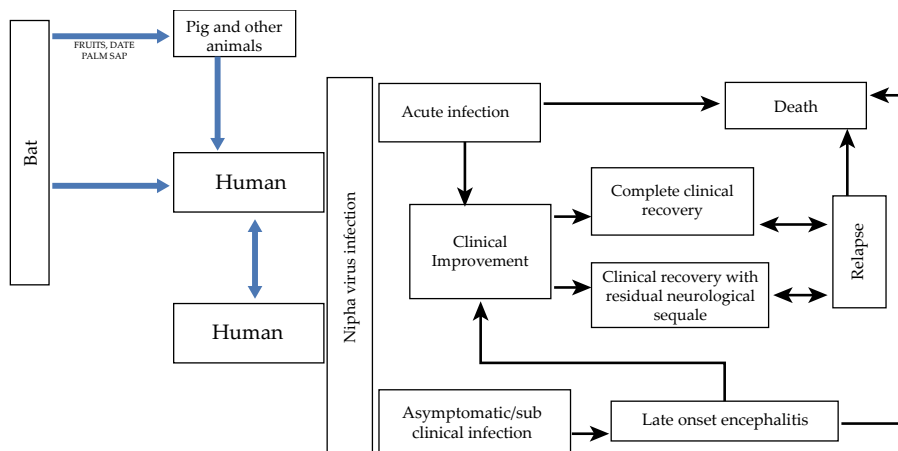 Bat
FRUITS, DATE
PALM SAP
Pig and other
animals
Human
Human
Nipha virus infection
Acute infection
Death
Clinical
Improvement
Complete clinical
recovery
Clinical recovery with
residual neurological
sequale
Relapse
Asymptomatic/sub
clinical infection
Late onset encephalitis